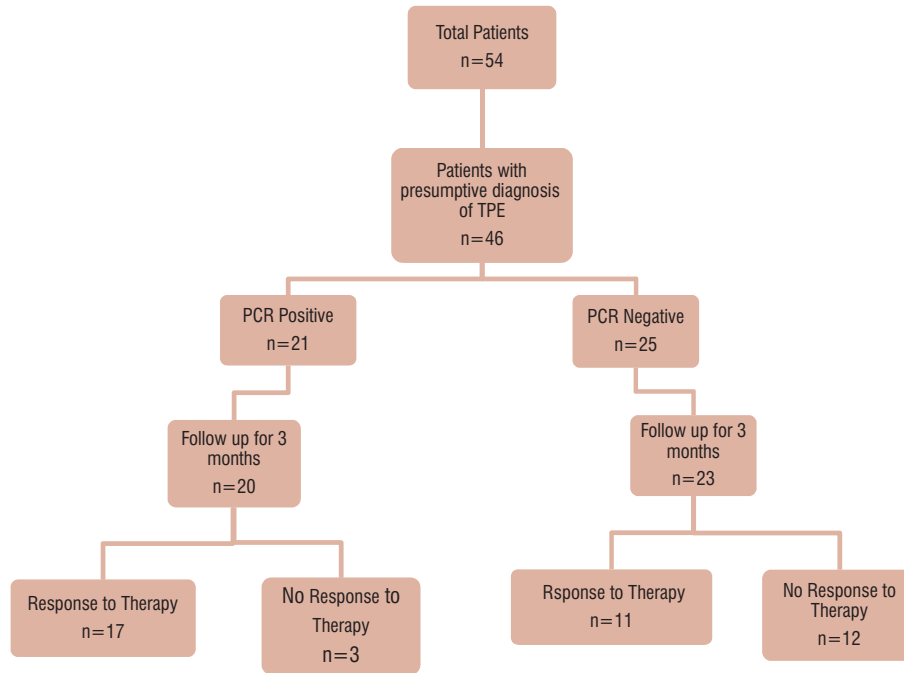 Total Patients
n=54
Patients with
presumptive diagnosis
of TPE
n=46
PCR Positive
n=21
PCR Negative
n=25
Follow up for 3
months
n=20
Follow up for 3
months
n=23
Response to Therapy
n=17
No Response to
Therapy
n=3
Rsponse to Therapy
n=11
No Response to
Therapy
n=12